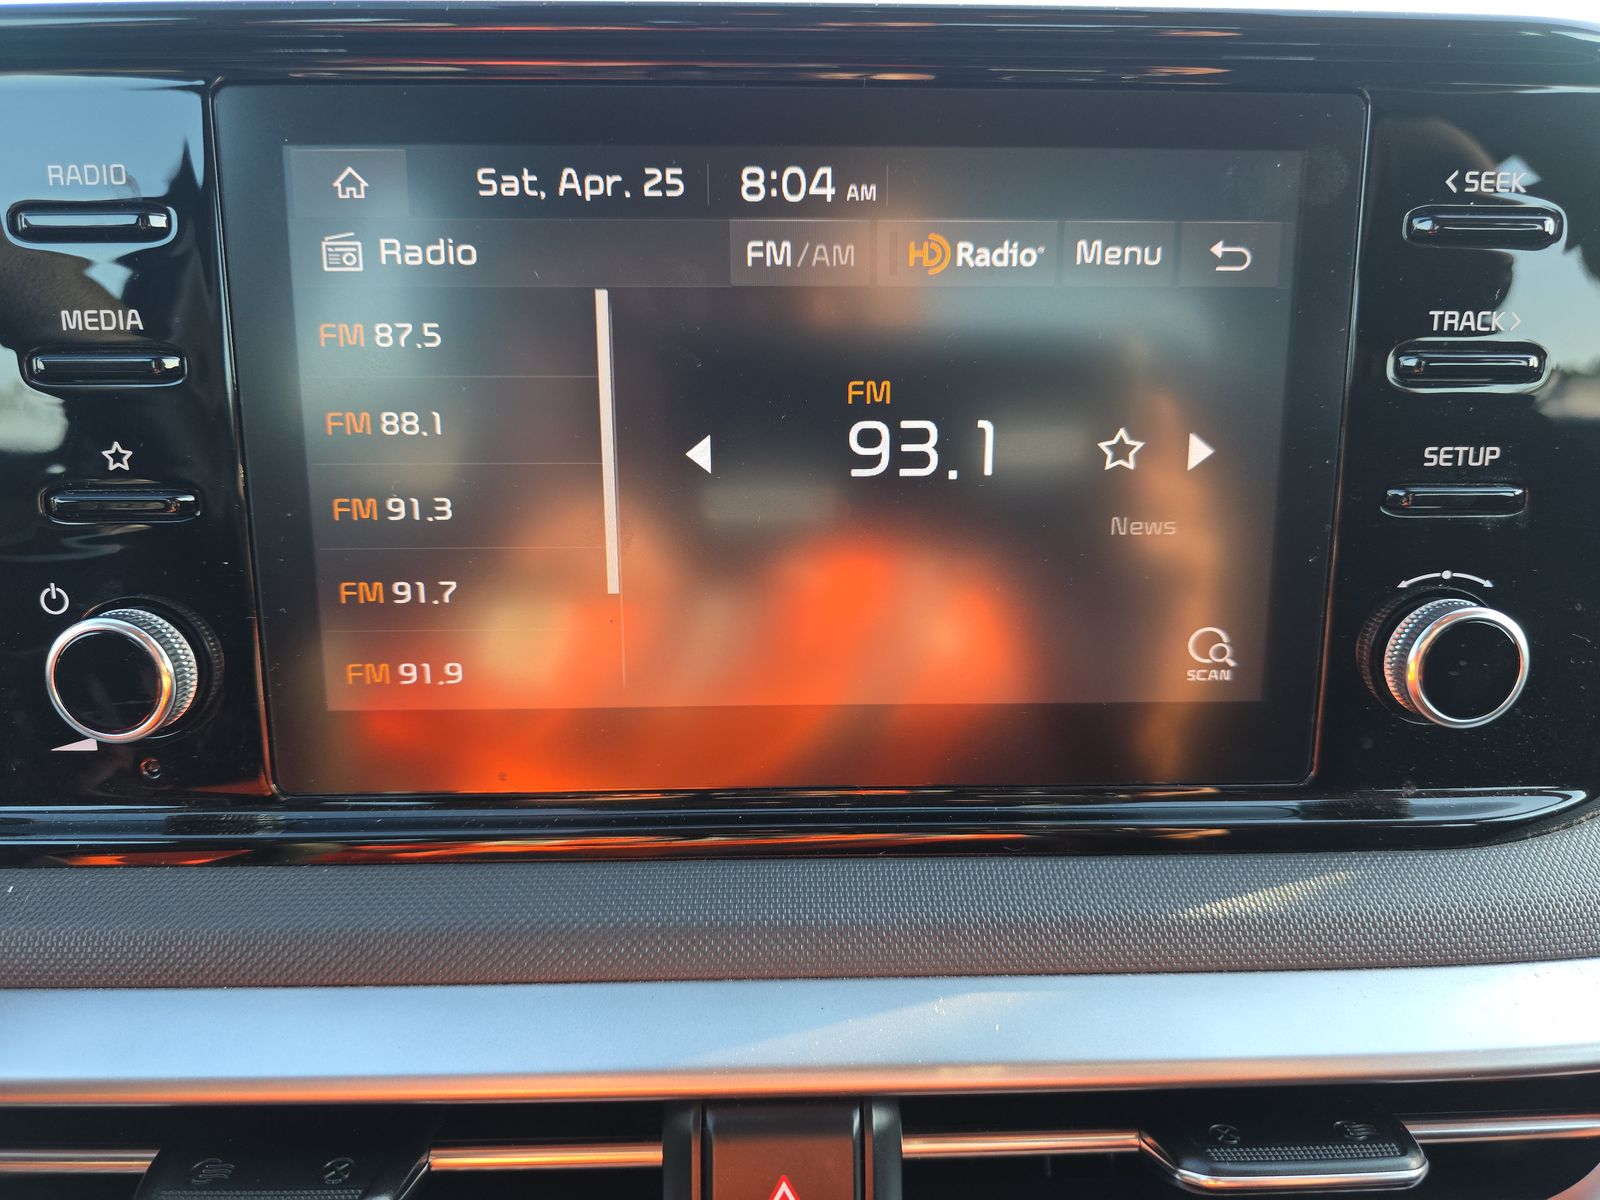 RADIO
MEDIA
Sat, Apr. 25 8:04 AM
Radio FM/AM HD Radio® Menu
FM 87.5
FM 88.1
FM 91.3
FM 91.7
FM 91.9
FM
93.1
News
SCAN
< SEEK
TRACK >
SETUP